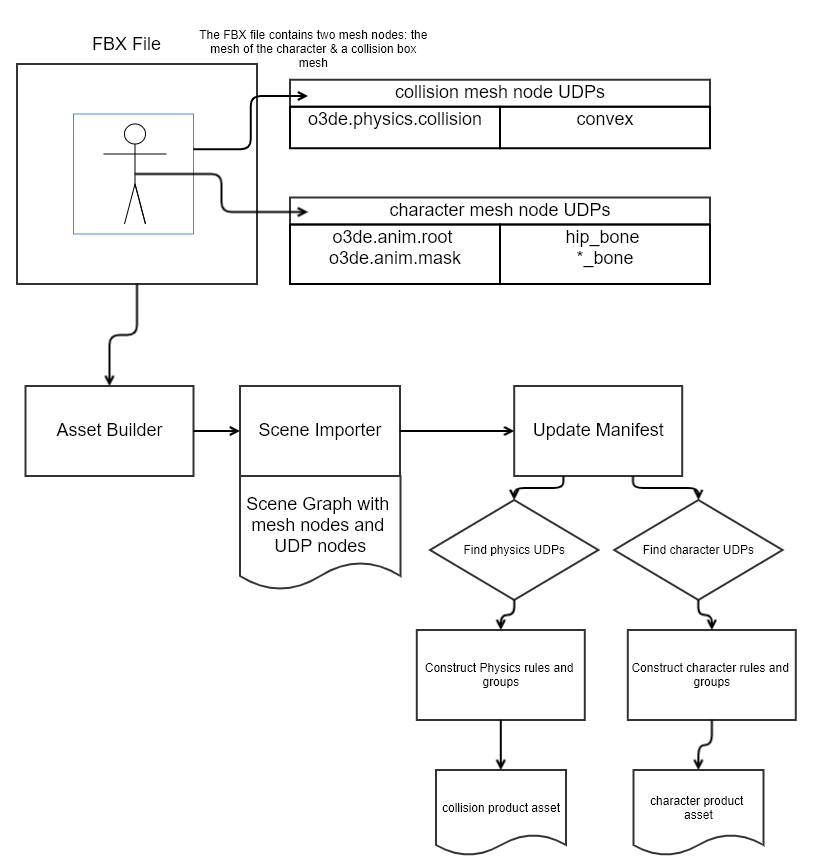 FBX File
The FBX file contains two mesh nodes: the
mesh of the character & a collision box
mesh
collision mesh node UDPs
o3de.physics.collision convex
character mesh node UDPs
o3de.anim.root hip_bone
o3de.anim.mask *_bone
Asset Builder
Scene Importer
Update Manifest
Scene Graph with
mesh nodes and
UDP nodes
Find physics UDPs
Find character UDPs
Construct Physics rules and
groups
Construct character rules and
groups
collision product asset
character product
asset